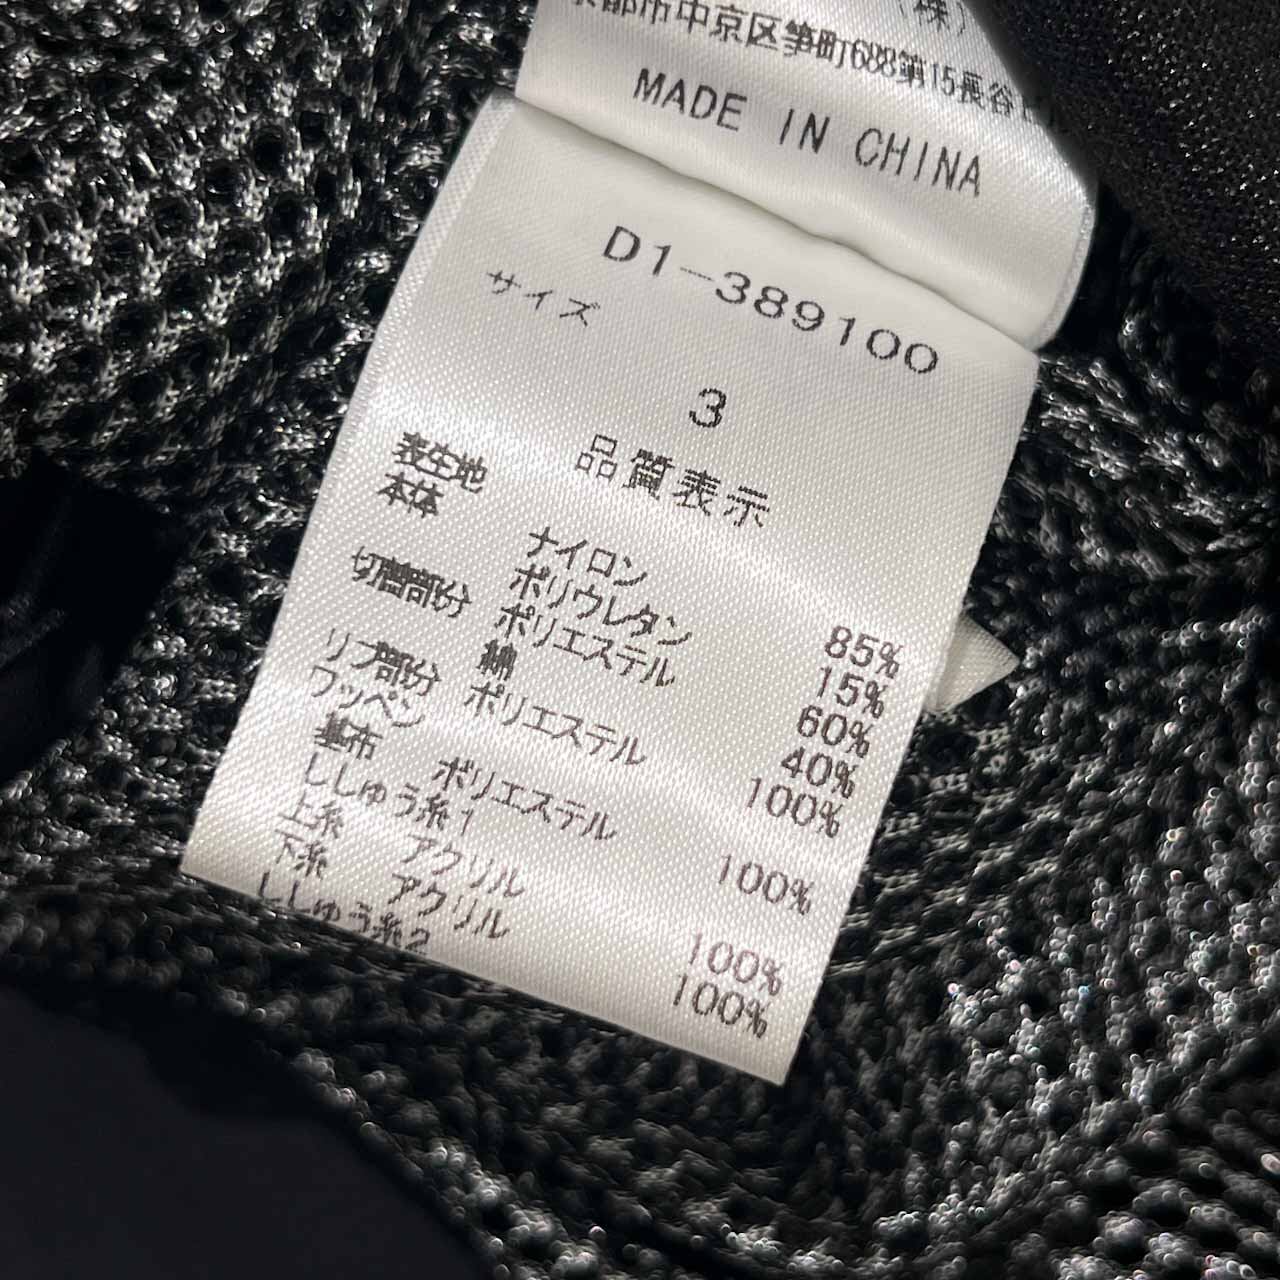 (株)
京都市中京区笋町688第15長谷ビ
MADE IN CHINA
D1-389100
サイズ
3
品質表示
表生地
本体 ナイロン 85%
ポリウレタン 15%
切替部分 ポリエステル 60%
綿 40%
リブ部分 ポリエステル 100%
ワッペン
基布 ポリエステル 100%
ししゅう糸1
上糸 アクリル 100%
下糸 アクリル 100%
ししゅう糸2